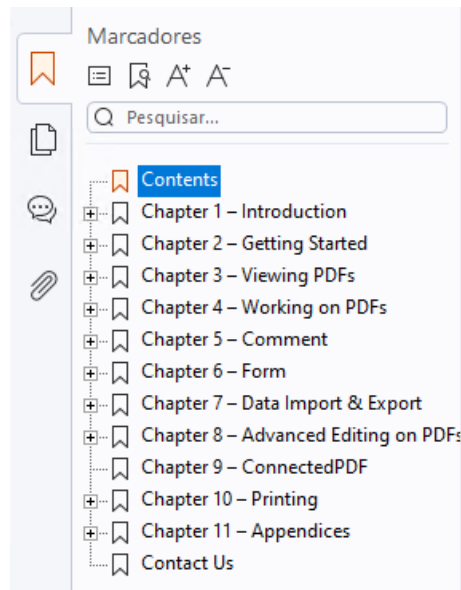 Marcadores
A⁺ A⁻
Pesquisar...
Contents
Chapter 1 – Introduction
Chapter 2 – Getting Started
Chapter 3 – Viewing PDFs
Chapter 4 – Working on PDFs
Chapter 5 – Comment
Chapter 6 – Form
Chapter 7 – Data Import & Export
Chapter 8 – Advanced Editing on PDFs
Chapter 9 – ConnectedPDF
Chapter 10 – Printing
Chapter 11 – Appendices
Contact Us